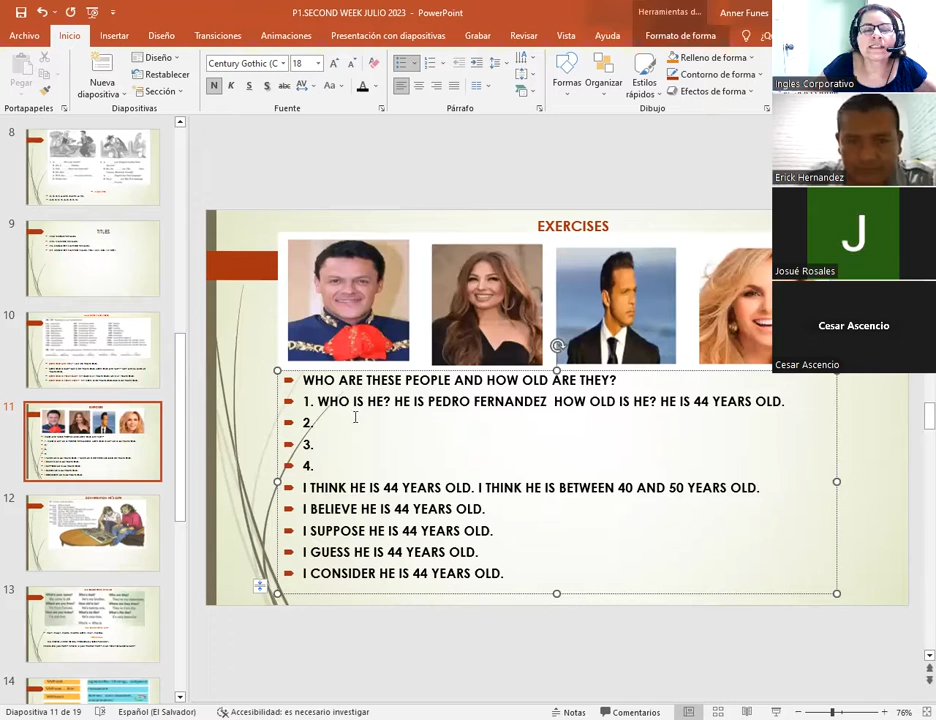 P1.SECOND WEEK JULIO 2023 - PowerPoint
Herramientas d...
Anner Funes
Archivo
Inicio
Insertar
Diseño
Transiciones
Animaciones
Presentación con diapositivas
Grabar
Revisar
Vista
Ayuda
Formato de forma
Pegar
Nueva diapositiva
Diseño
Restablecer
Sección
Century Gothic (C
18
Formas
Organizar
Estilos rápidos
Relleno de forma
Contorno de forma
Efectos de forma
Portapapeles
Diapositivas
Fuente
Párrafo
Dibujo
Inglés Corporativo
Erick Hernandez
J
Josué Rosales
Cesar Ascencio
Cesar Ascencio
8
9
10
11
12
13
14
EXERCISES
WHO ARE THESE PEOPLE AND HOW OLD ARE THEY?
1. WHO IS HE? HE IS PEDRO FERNANDEZ HOW OLD IS HE? HE IS 44 YEARS OLD.
2.
3.
4.
I THINK HE IS 44 YEARS OLD. I THINK HE IS BETWEEN 40 AND 50 YEARS OLD.
I BELIEVE HE IS 44 YEARS OLD.
I SUPPOSE HE IS 44 YEARS OLD.
I GUESS HE IS 44 YEARS OLD.
I CONSIDER HE IS 44 YEARS OLD.
Diapositiva 11 de 19
Español (El Salvador)
Accesibilidad: es necesario investigar
Notas
Comentarios
76%